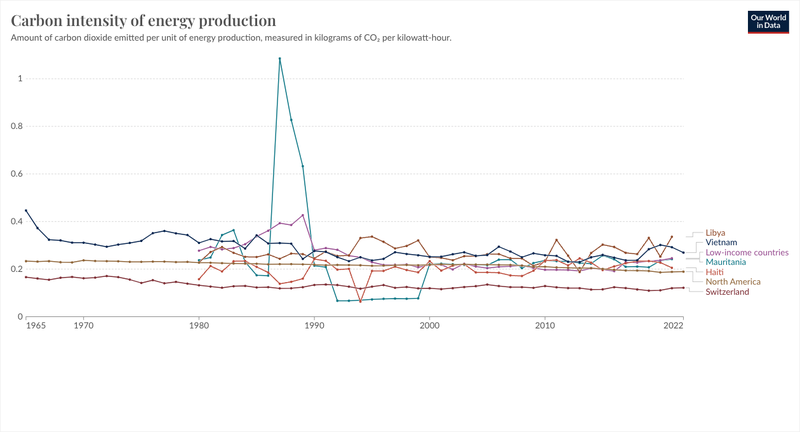 Carbon intensity of energy production
Amount of carbon dioxide emitted per unit of energy production, measured in kilograms of CO₂ per kilowatt-hour.
Our World
in Data
1
0.8
0.6
0.4
0.2
0
1965
1970
1980
1990
2000
2010
2022
Libya
Vietnam
Low-income countries
Mauritania
Haiti
North America
Switzerland